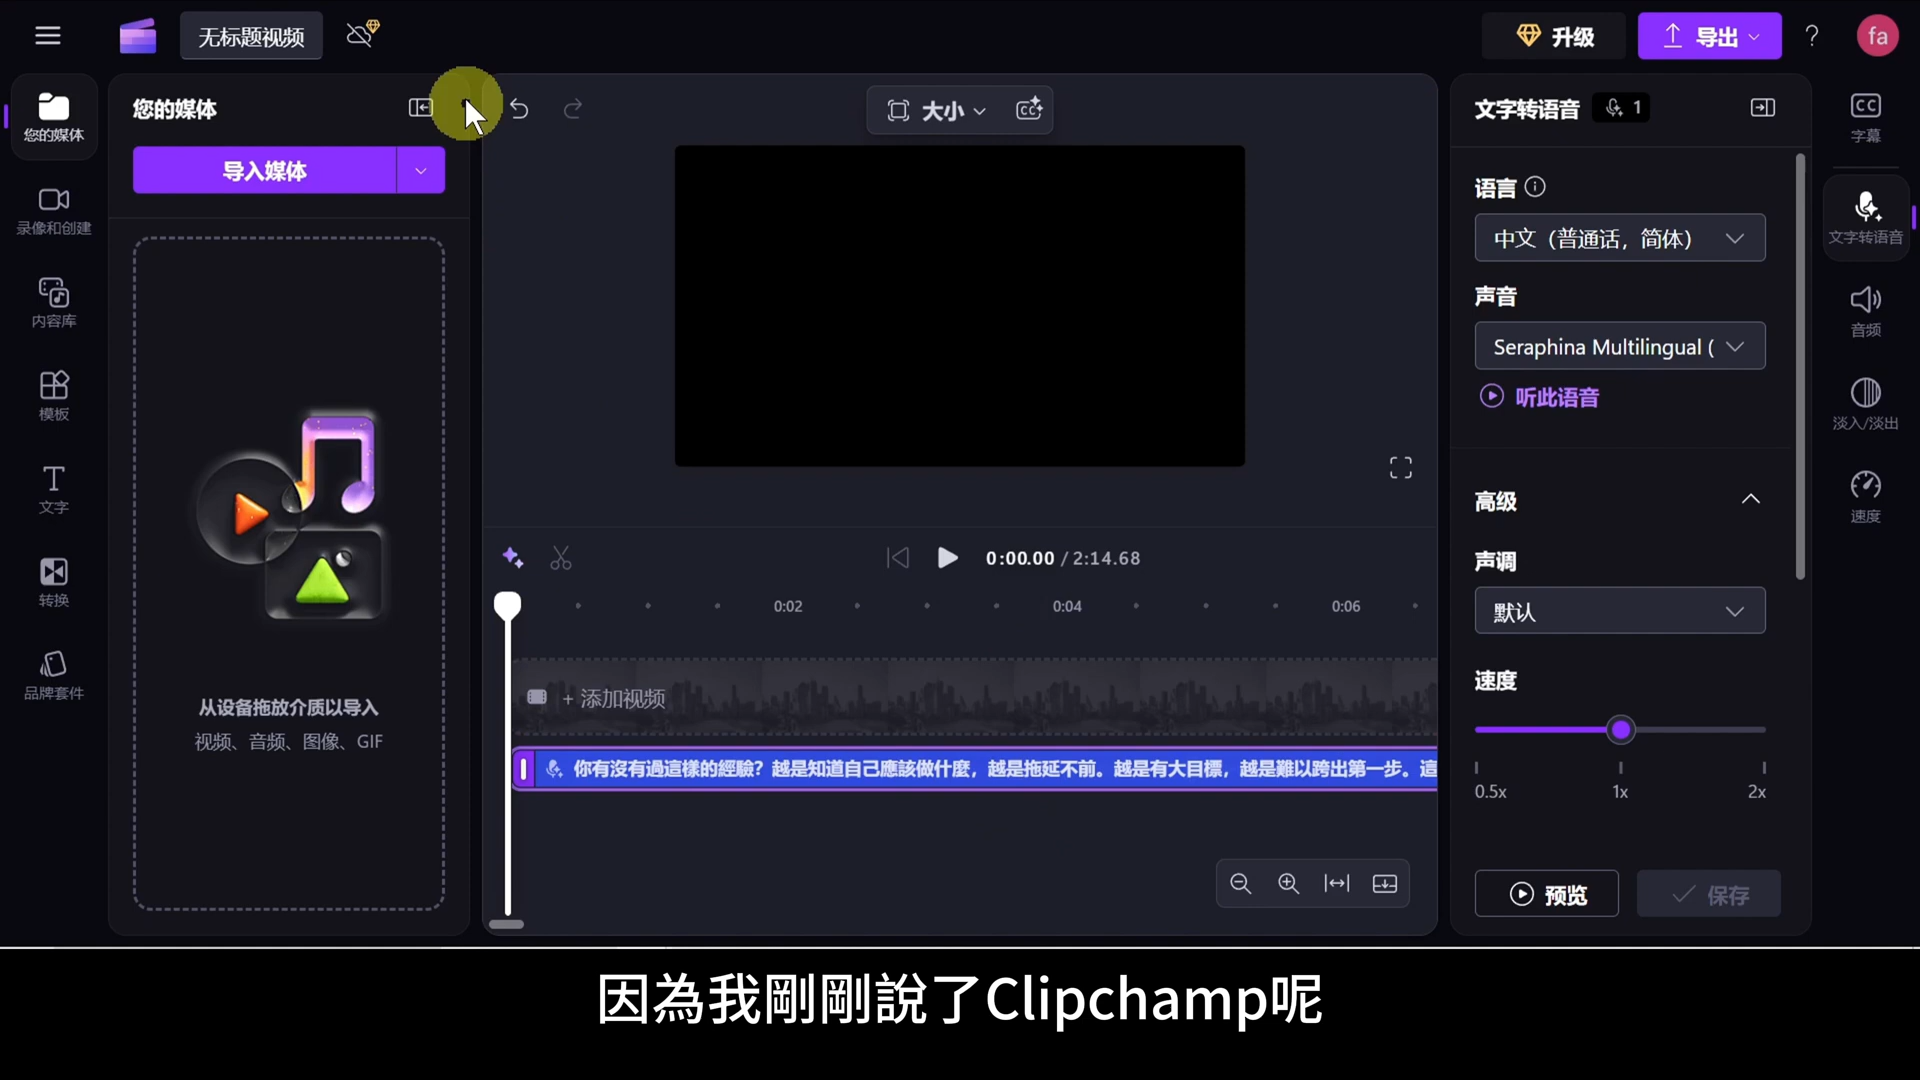 无标题视频
升级
导出
?
fa
您的媒体
导入媒体
您的媒体
录像和创建
内容库
模板
文字
转换
品牌套件
从设备拖放介质以导入
视频、音频、图像、GIF
大小
CC
0:00.00 / 2:14.68
0:02
0:04
0:06
+ 添加视频
你有沒有過這樣的經驗？越是知道自己應該做什麼，越是拖延不前。越是有大目標，越是難以跨出第一步。這
文字转语音
1
语言
中文（普通话，简体）
声音
Seraphina Multilingual (
听此语音
高级
声调
默认
速度
0.5x
1x
2x
预览
保存
CC
字幕
文字转语音
音频
淡入/淡出
速度
因為我剛剛說了Clipchamp呢